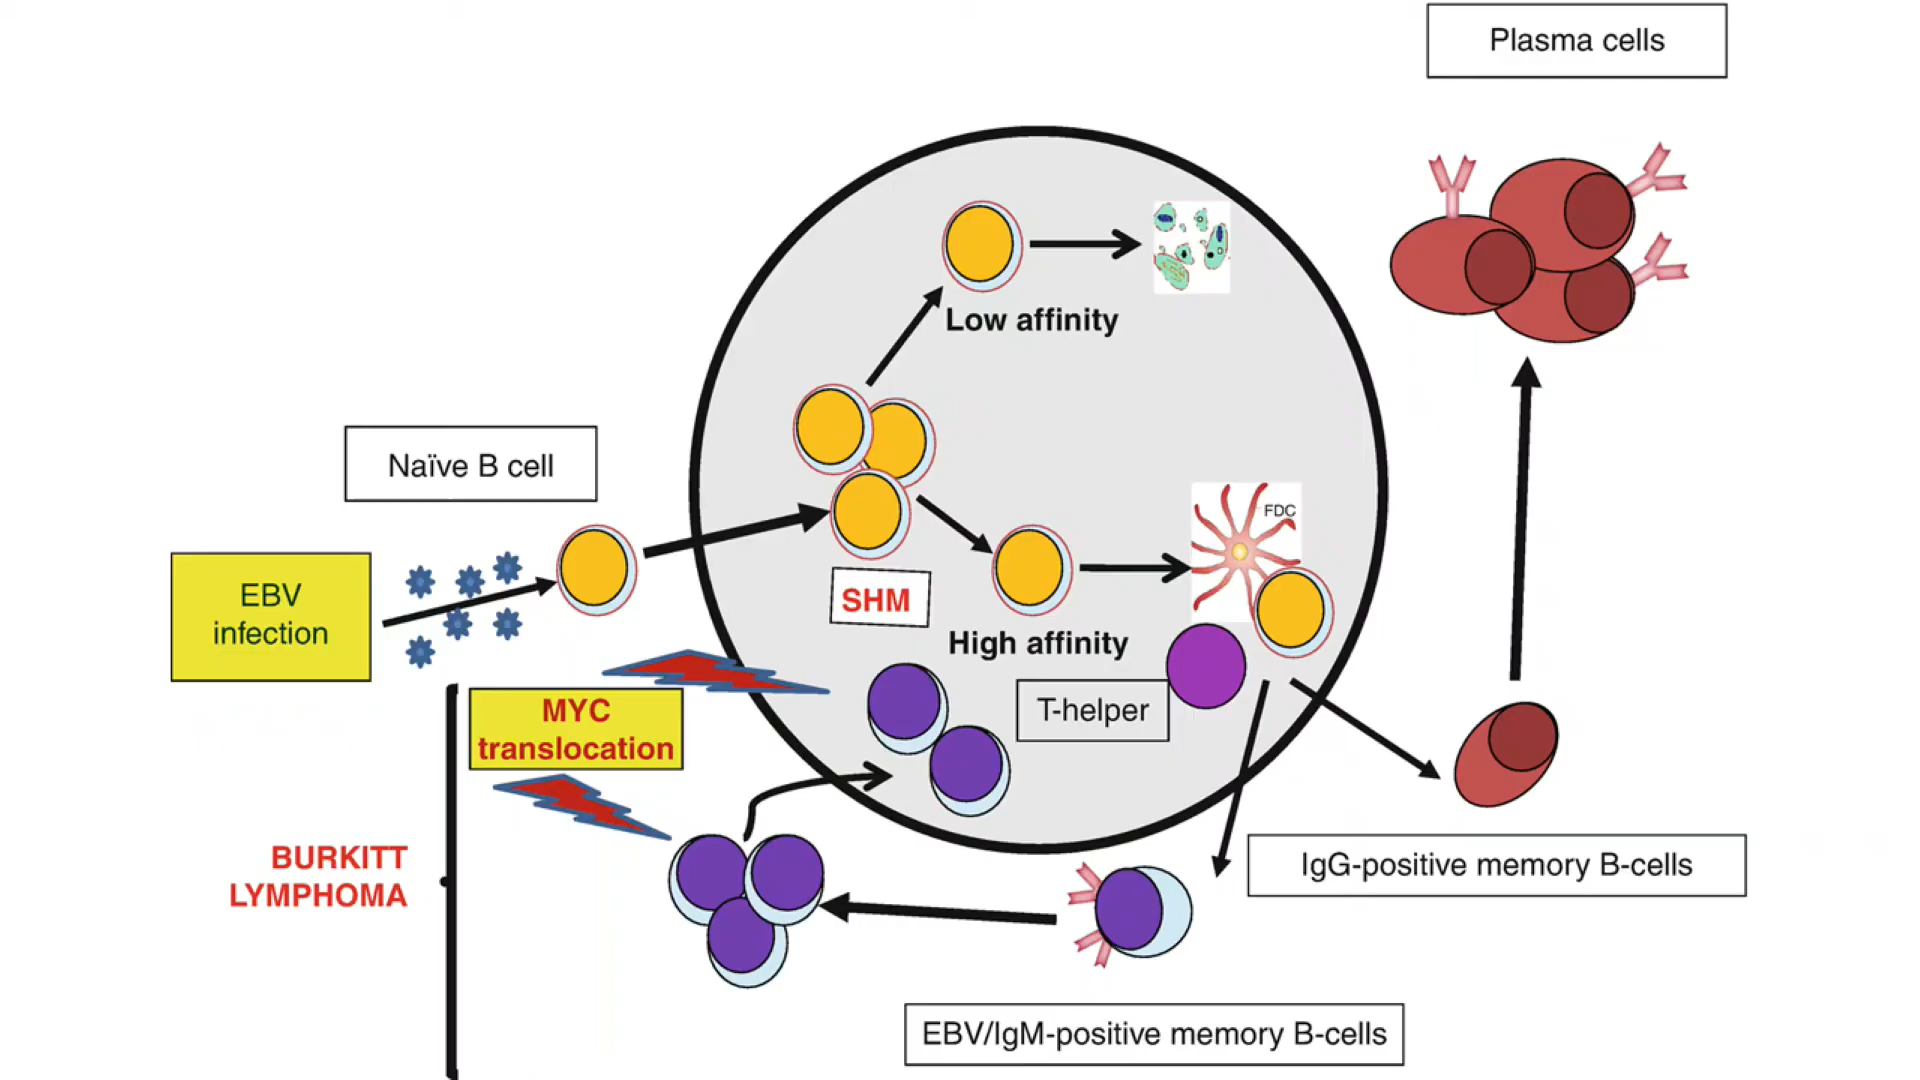 Plasma cells
Low affinity
Naïve B cell
FDC
EBV
infection
SHM
High affinity
MYC
translocation
T-helper
BURKITT
LYMPHOMA
IgG-positive memory B-cells
EBV/IgM-positive memory B-cells